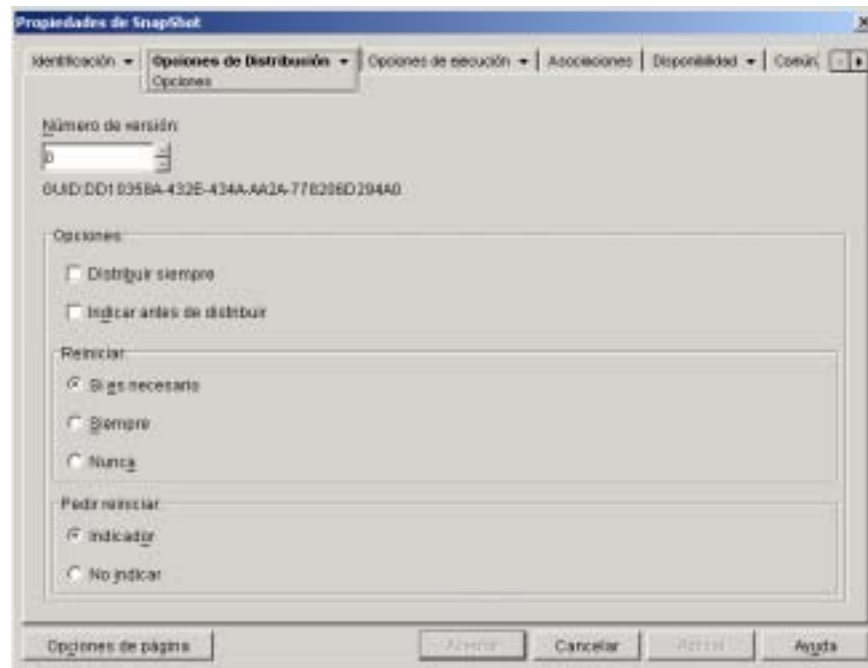 Propiedades de SnapShot
Identificación Opciones de Distribución Opciones de ejecución Asociaciones Disponibilidad Común
Opciones
Número de versión:
0
GUID:DD10358A-432E-434A-AA2A-778206D294A0
Opciones:
Distribuir siempre
Indicar antes de distribuir
Reiniciar:
Si es necesario
Siempre
Nunca
Pedir reiniciar:
Indicador
No indicar
Opciones de página Cancelar Ayuda